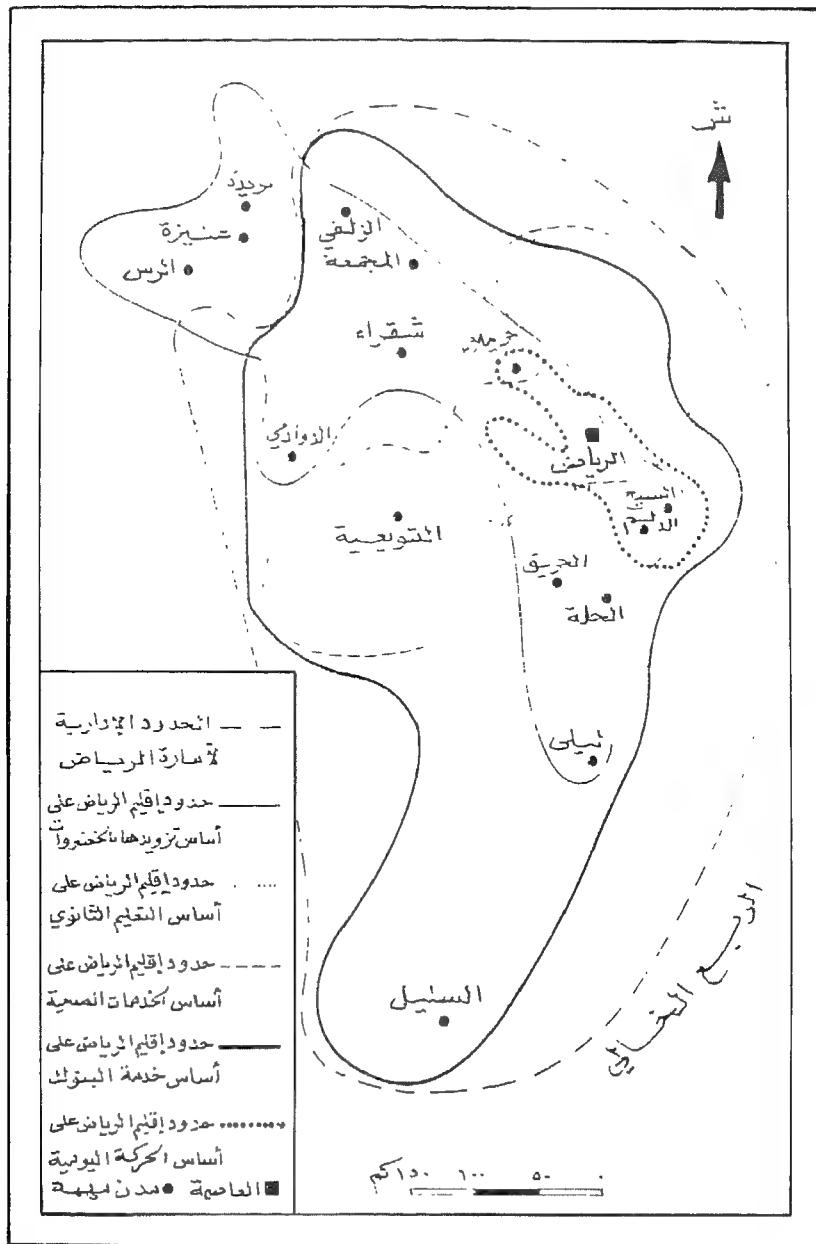 ش
بريدة
عنيزة
الرس
الزلفي
المجمعة
شقراء
الدوادمي
الرياض
السيح
الدلم
القويعية
الحريق
الحلة
ليلى
السليل
الربع الخالي
الحدود الإدارية
لأمارة الرياض
حدود إقليم الرياض على
أساس تزويدها بالخضروات
حدود إقليم الرياض على
أساس التعليم الثانوي
حدود إقليم الرياض على
أساس الخدمات الصحية
حدود إقليم الرياض على
أساس خدمة البنوك
حدود إقليم الرياض على
أساس الحركة اليومية
العاصمة مدن مهمة
١٥٠ كم ١٠٠ ٥٠ ٠